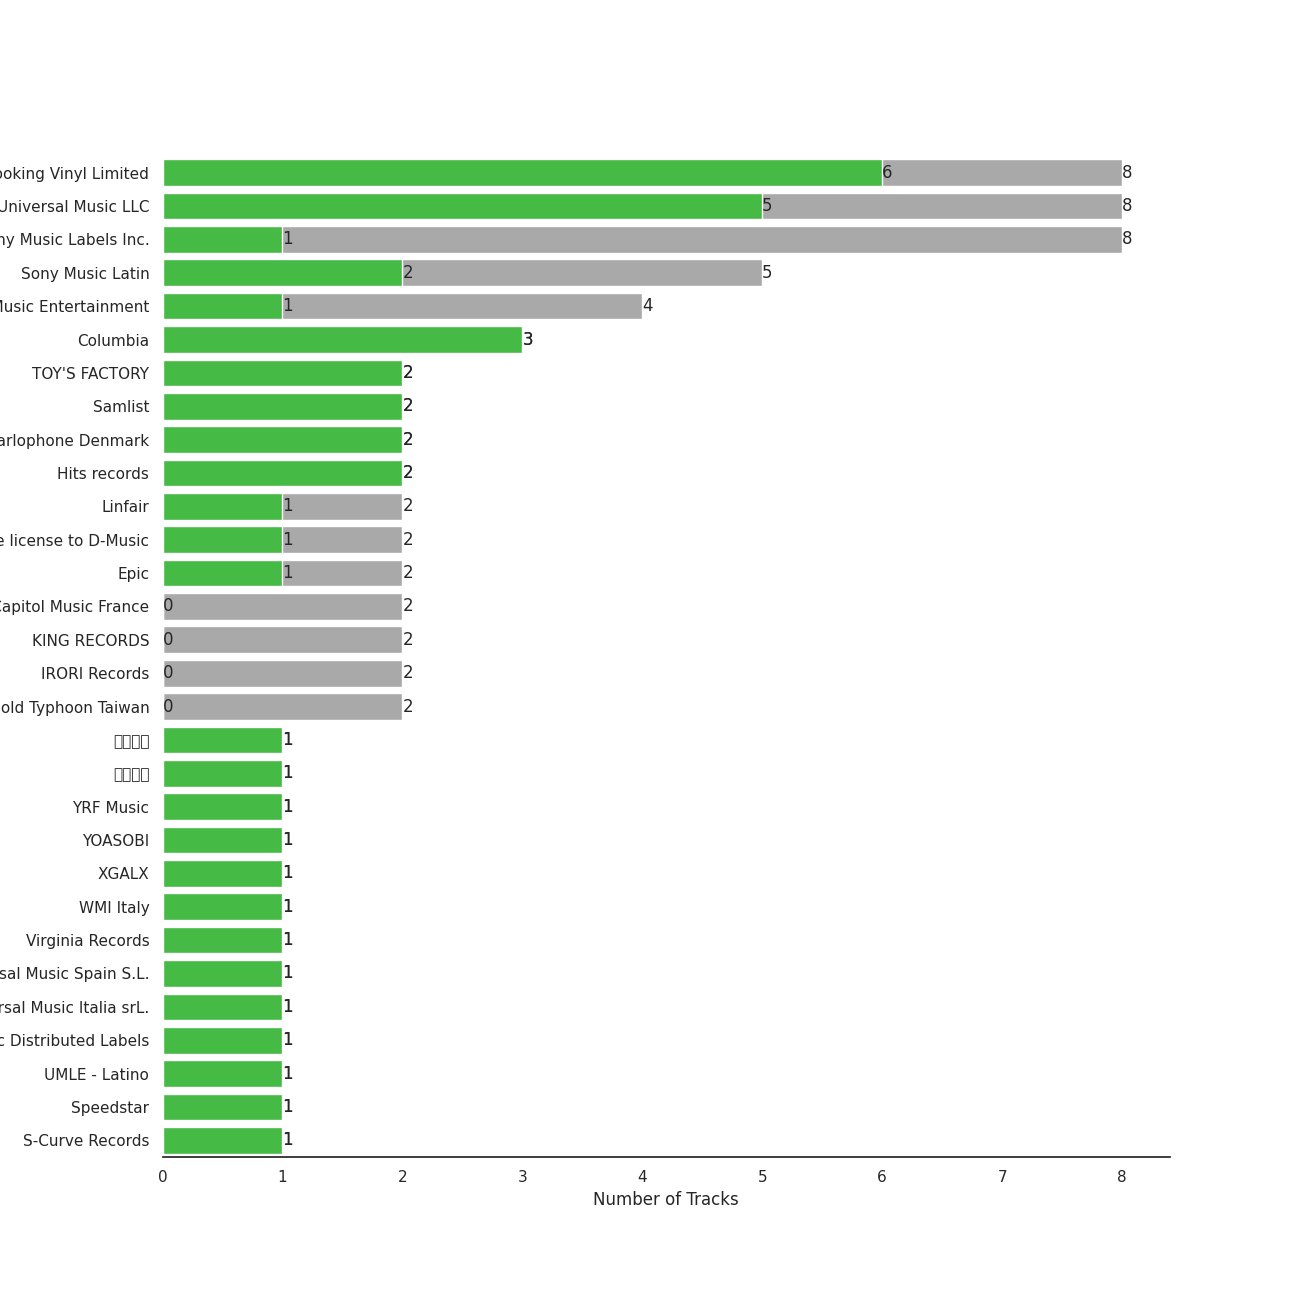 ooking Vinyl Limited 6 8
Universal Music LLC 5 8
ny Music Labels Inc. 1 8
Sony Music Latin 2 5
Music Entertainment 1 4
Columbia 3
TOY'S FACTORY 2
Samlist 2
arlophone Denmark 2
Hits records 2
Linfair 1 2
e license to D-Music 1 2
Epic 1 2
Capitol Music France 0 2
KING RECORDS 0 2
IRORI Records 0 2
old Typhoon Taiwan 0 2
1
1
YRF Music 1
YOASOBI 1
XGALX 1
WMI Italy 1
Virginia Records 1
sal Music Spain S.L. 1
rsal Music Italia srL. 1
c Distributed Labels 1
UMLE - Latino 1
Speedstar 1
S-Curve Records 1
0 1 2 3 4 5 6 7 8
Number of Tracks